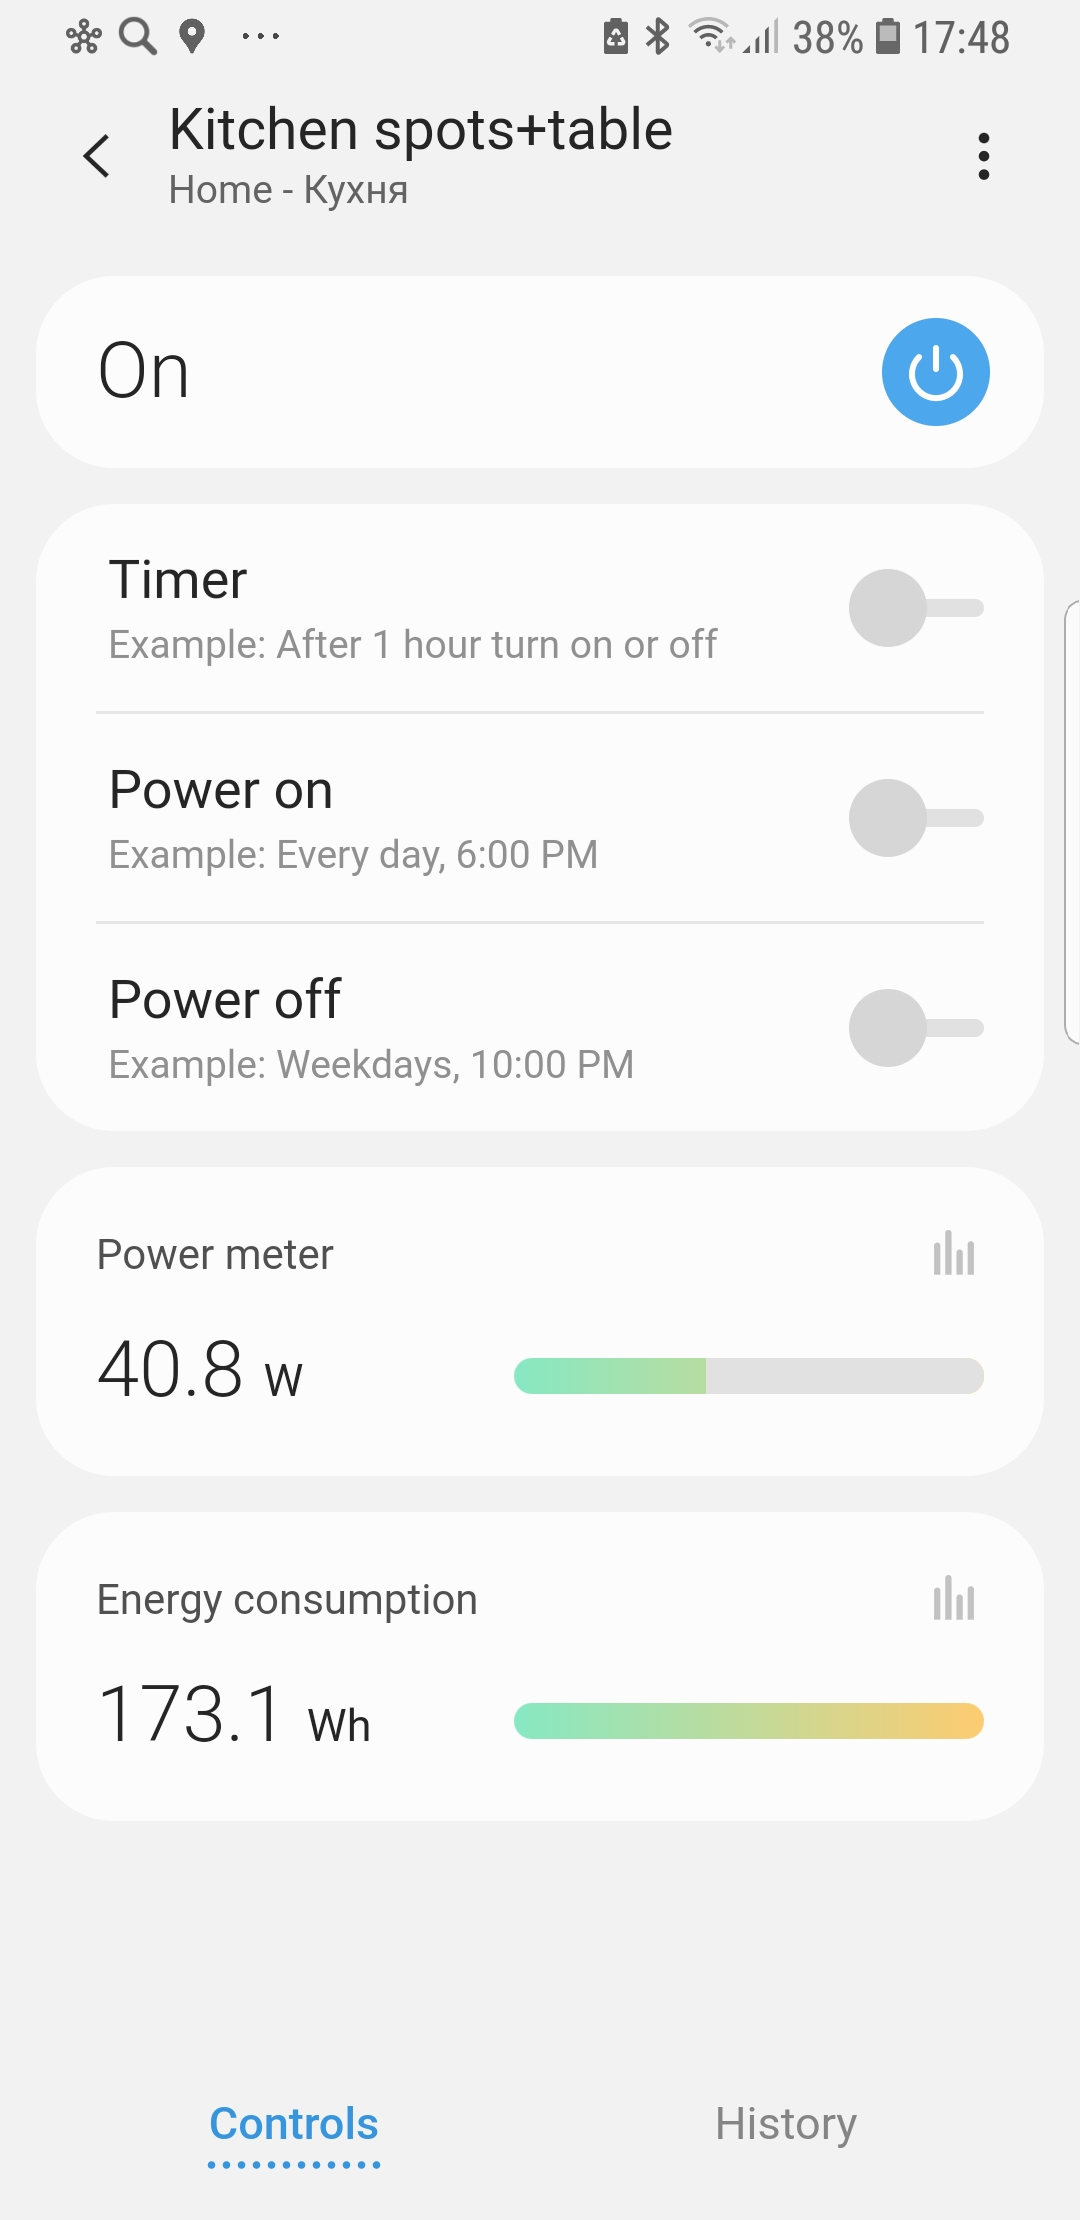 38% 17:48
Kitchen spots+table
Home - Кухня
On
Timer
Example: After 1 hour turn on or off
Power on
Example: Every day, 6:00 PM
Power off
Example: Weekdays, 10:00 PM
Power meter
40.8 W
Energy consumption
173.1 Wh
Controls History